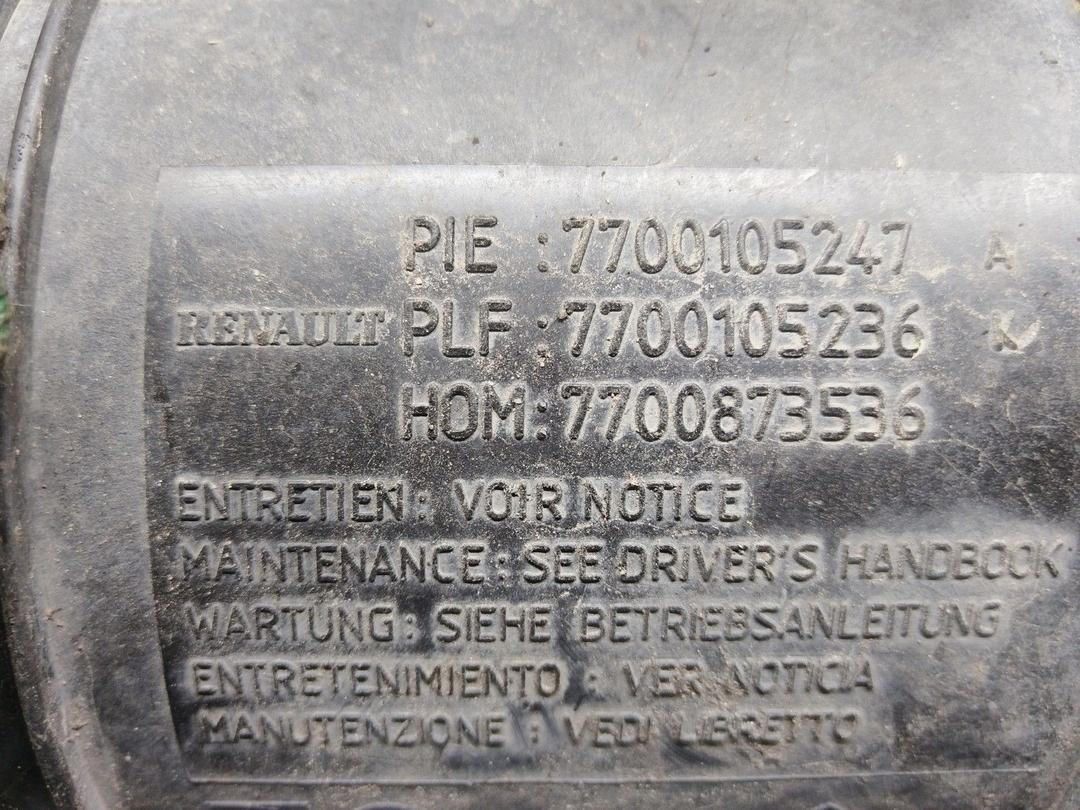 PIE : 7700105247 A
RENAULT PLF : 7700105236 K
HOM : 7700873536
ENTRETIEN : VOIR NOTICE
MAINTENANCE : SEE DRIVER'S HANDBOOK
WARTUNG : SIEHE BETRIEBSANLEITUNG
ENTRETENIMIENTO : VER NOTICIA
MANUTENZIONE : VEDI LIBRETTO